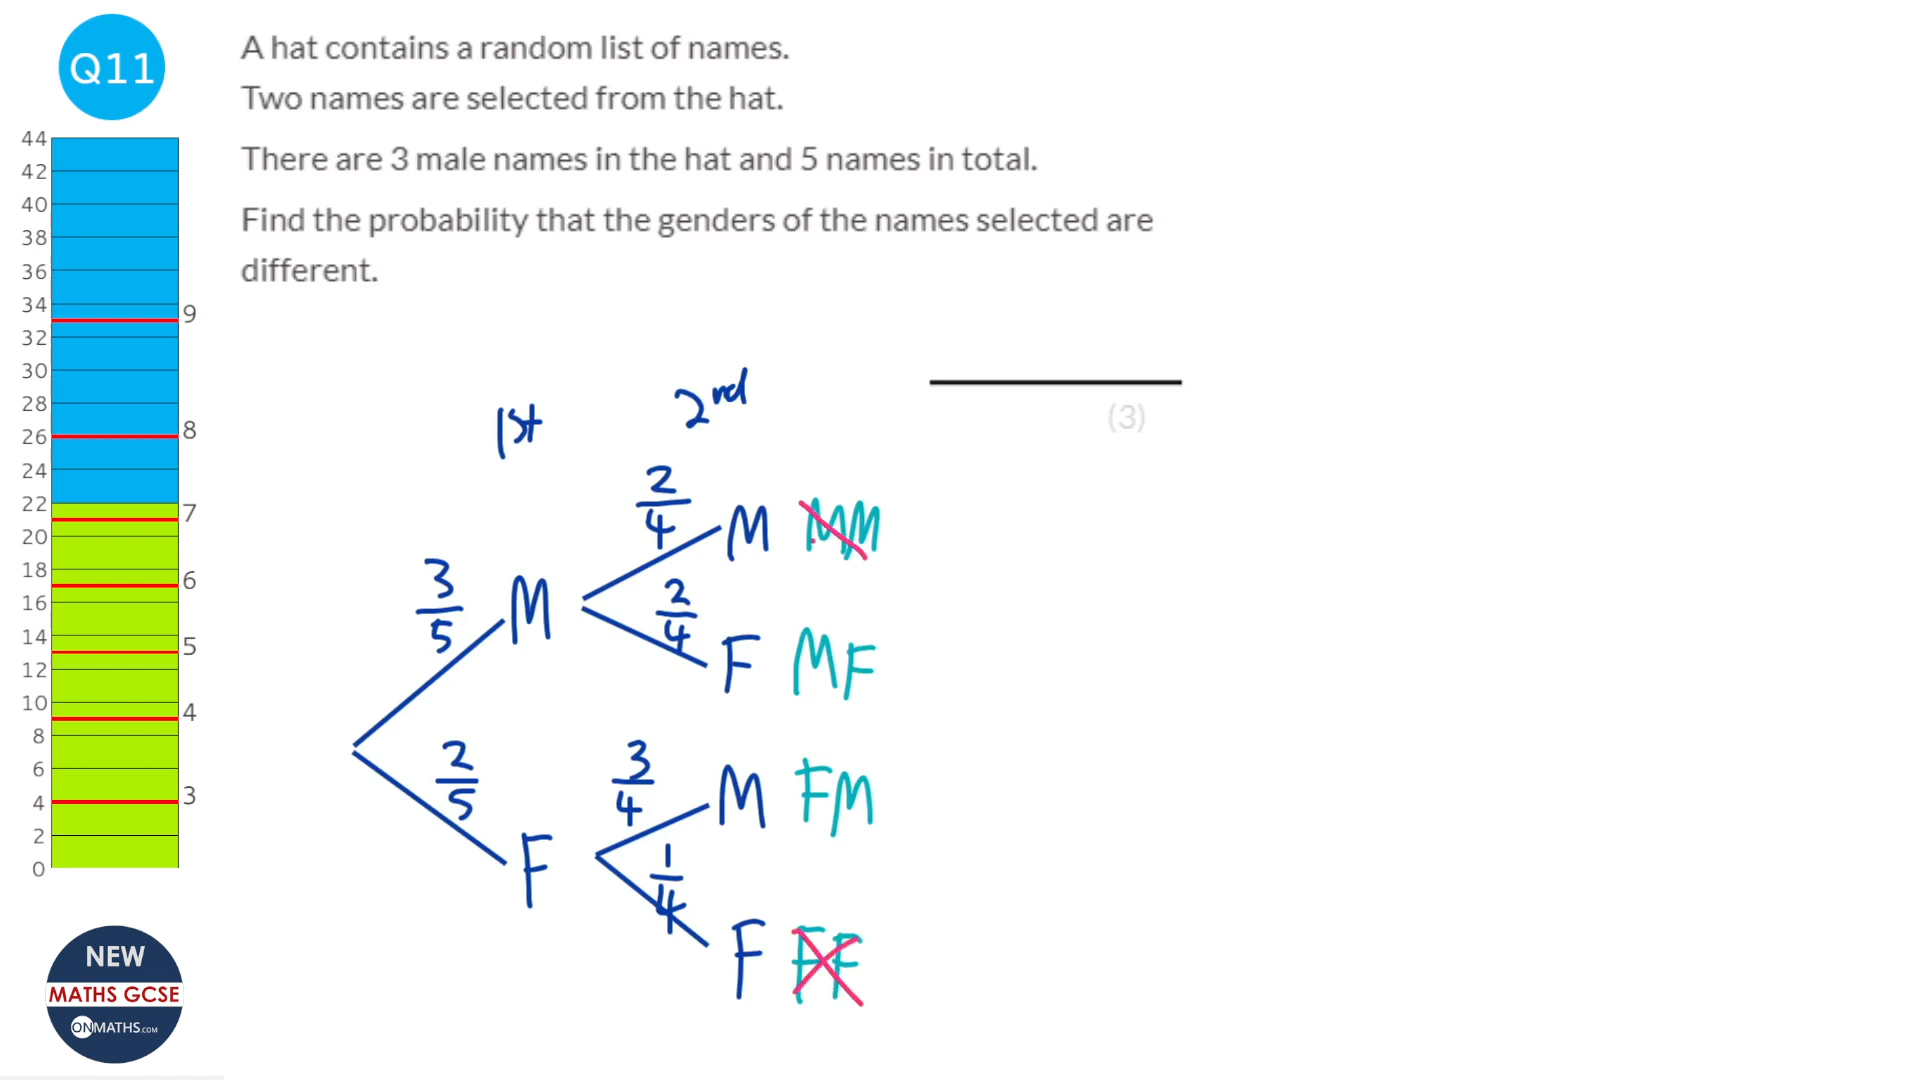 Q11
A hat contains a random list of names.
Two names are selected from the hat.
There are 3 male names in the hat and 5 names in total.
Find the probability that the genders of the names selected are
different.
(3)
44
42
40
38
36
34
32
30
28
26
24
22
20
18
16
14
12
10
8
6
4
2
0
9
8
7
6
5
4
3
1st 2nd
3/5 M
2/4 M MM
2/4 F MF
2/5 F
3/4 M FM
1/4 F FF
NEW
MATHS GCSE
ONMATHS.COM